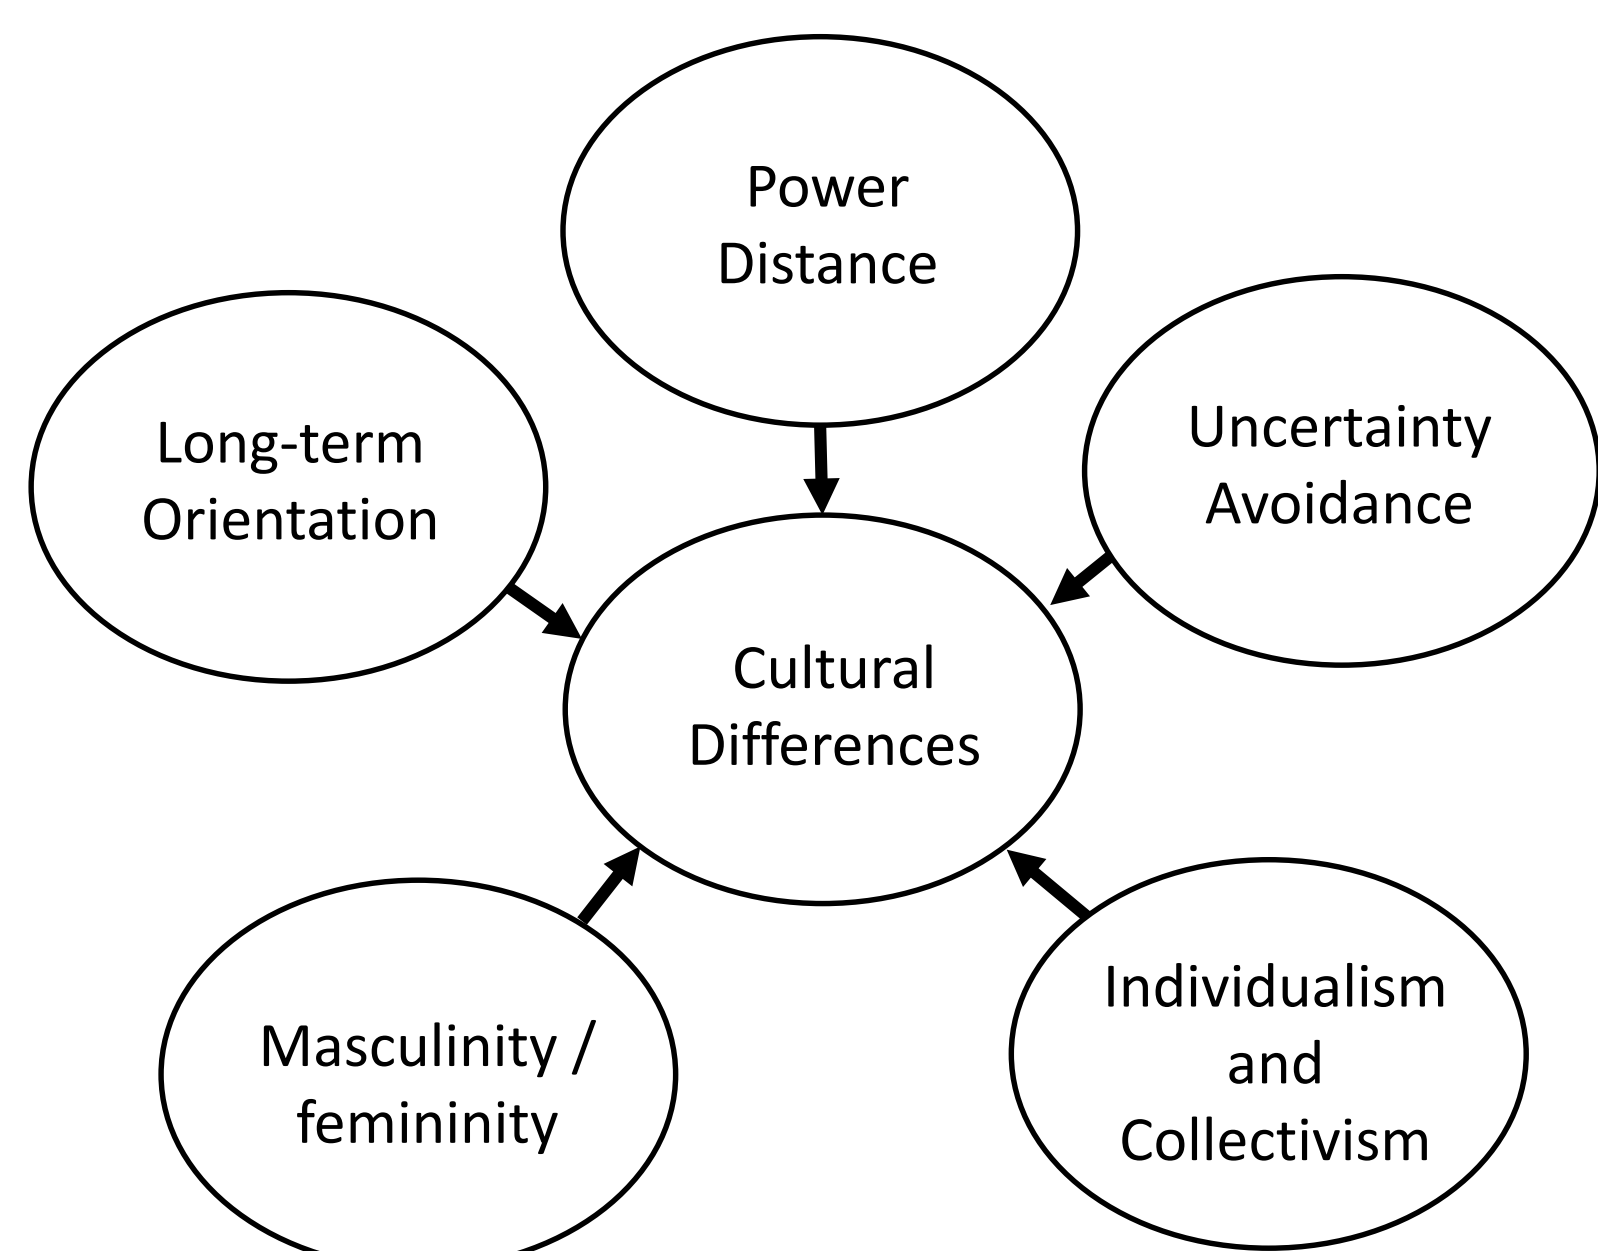 Power
Distance
Long-term
Orientation
Uncertainty
Avoidance
Cultural
Differences
Masculinity /
femininity
Individualism
and
Collectivism